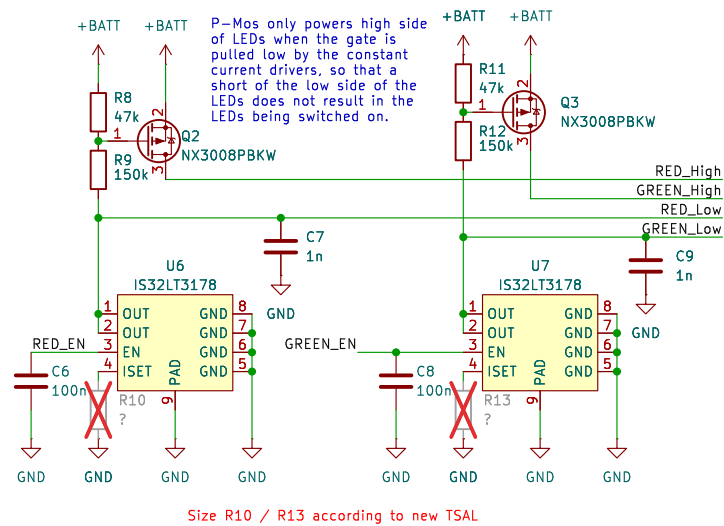 +BATT
+BATT
P-Mos only powers high side
of LEDs when the gate is
pulled low by the constant
current drivers, so that a
short of the low side of the
LEDs does not result in the
LEDs being switched on.
+BATT
+BATT
R8
47k
1
2
3
Q2
NX3008PBKW
R9
150k
R11
47k
1
2
3
Q3
NX3008PBKW
R12
150k
RED_High
GREEN_High
RED_Low
GREEN_Low
C7
1n
GND
C9
1n
GND
U6
IS32LT3178
1 OUT GND 8
2 OUT GND 7
3 EN GND 6
4 ISET GND 5
PAD
9
RED_EN
C6
100n
R10
?
GND
GND
GND
GND
U7
IS32LT3178
1 OUT GND 8
2 OUT GND 7
3 EN GND 6
4 ISET GND 5
PAD
9
GREEN_EN
C8
100n
R13
?
GND
GND
GND
GND
Size R10 / R13 according to new TSAL